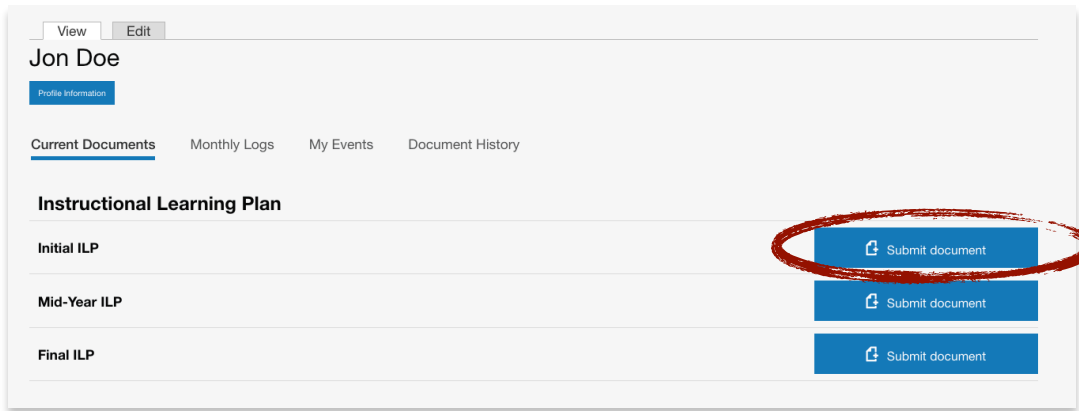 View Edit
Jon Doe
Profile Information
Current Documents Monthly Logs My Events Document History
Instructional Learning Plan
Initial ILP Submit document
Mid-Year ILP Submit document
Final ILP Submit document